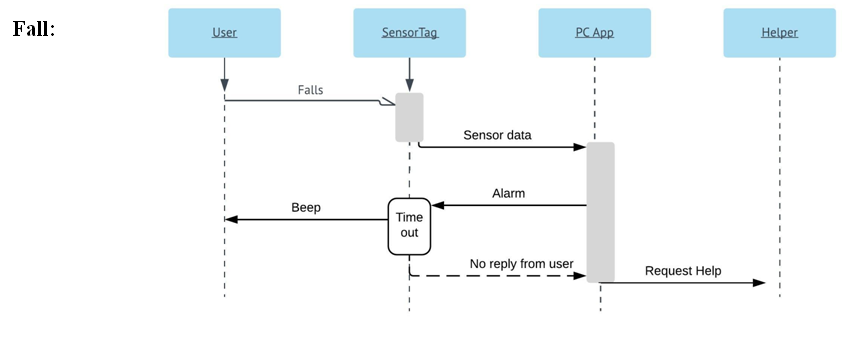 Fall:
User
SensorTag
PC App
Helper
Falls
Sensor data
Alarm
Beep
Time
out
No reply from user
Request Help